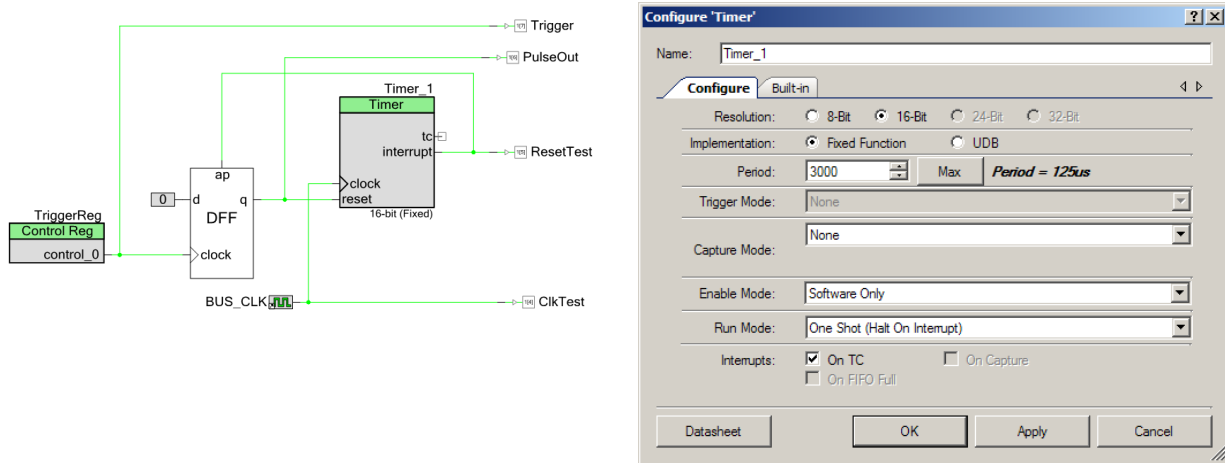 Trigger
PulseOut
Timer_1
Timer
tc
interrupt
ResetTest
ap
clock
0
d
q
reset
DFF
16-bit (Fixed)
TriggerReg
Control Reg
control_0
clock
BUS_CLK
ClkTest
Configure 'Timer'
Name: Timer_1
Configure Built-in
Resolution: 8-Bit 16-Bit 24-Bit 32-Bit
Implementation: Fixed Function UDB
Period: 3000 Max Period = 125us
Trigger Mode: None
Capture Mode: None
Enable Mode: Software Only
Run Mode: One Shot (Halt On Interrupt)
Interrupts: On TC On Capture
On FIFO Full
Datasheet OK Apply Cancel